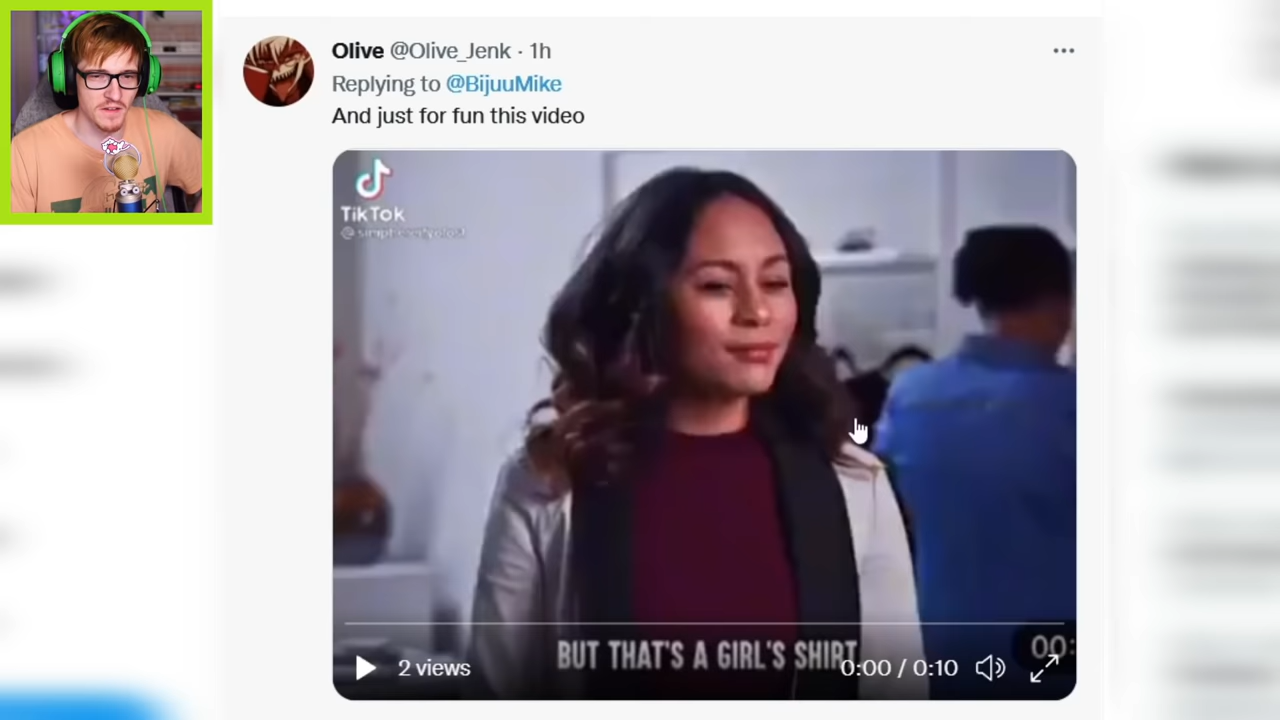 Olive @Olive_Jenk · 1h
Replying to @BijuuMike
And just for fun this video
TikTok
BUT THAT'S A GIRL'S SHIRT
00:
2 views
0:00 / 0:10